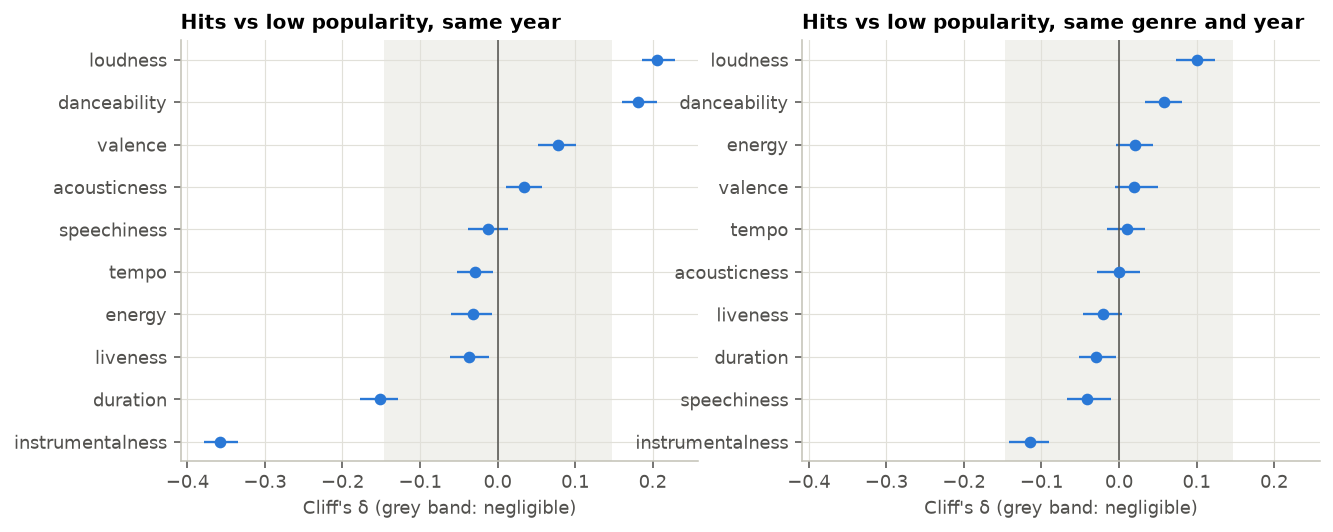 Hits vs low popularity, same year
loudness
danceability
valence
acousticness
speechiness
tempo
energy
liveness
duration
instrumentalness
−0.4 −0.3 −0.2 −0.1 0.0 0.1 0.2
Cliff's δ (grey band: negligible)
Hits vs low popularity, same genre and year
loudness
danceability
energy
valence
tempo
acousticness
liveness
duration
speechiness
instrumentalness
−0.4 −0.3 −0.2 −0.1 0.0 0.1 0.2
Cliff's δ (grey band: negligible)